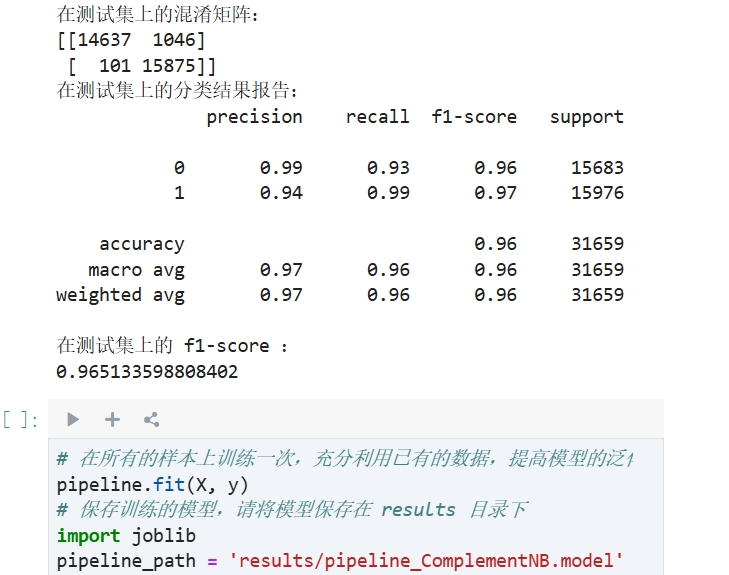 在测试集上的混淆矩阵:
[[14637  1046]
 [  101 15875]]
在测试集上的分类结果报告:
precision recall f1-score support
0 0.99 0.93 0.96 15683
1 0.94 0.99 0.97 15976
accuracy 0.96 31659
macro avg 0.97 0.96 0.96 31659
weighted avg 0.97 0.96 0.96 31659
在测试集上的 f1-score :
0.965133598808402
[ ]:
# 在所有的样本上训练一次，充分利用已有的数据，提高模型的泛
pipeline.fit(X, y)
# 保存训练的模型，请将模型保存在 results 目录下
import joblib
pipeline_path = 'results/pipeline_ComplementNB.model'